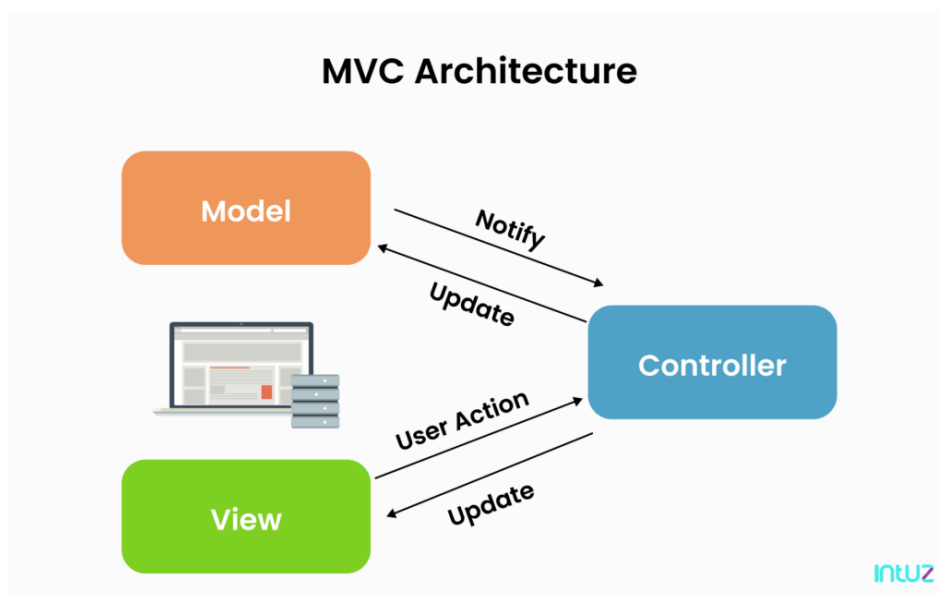 MVC Architecture
Model
Notify
Update
Controller
User Action
Update
View
INTUZ